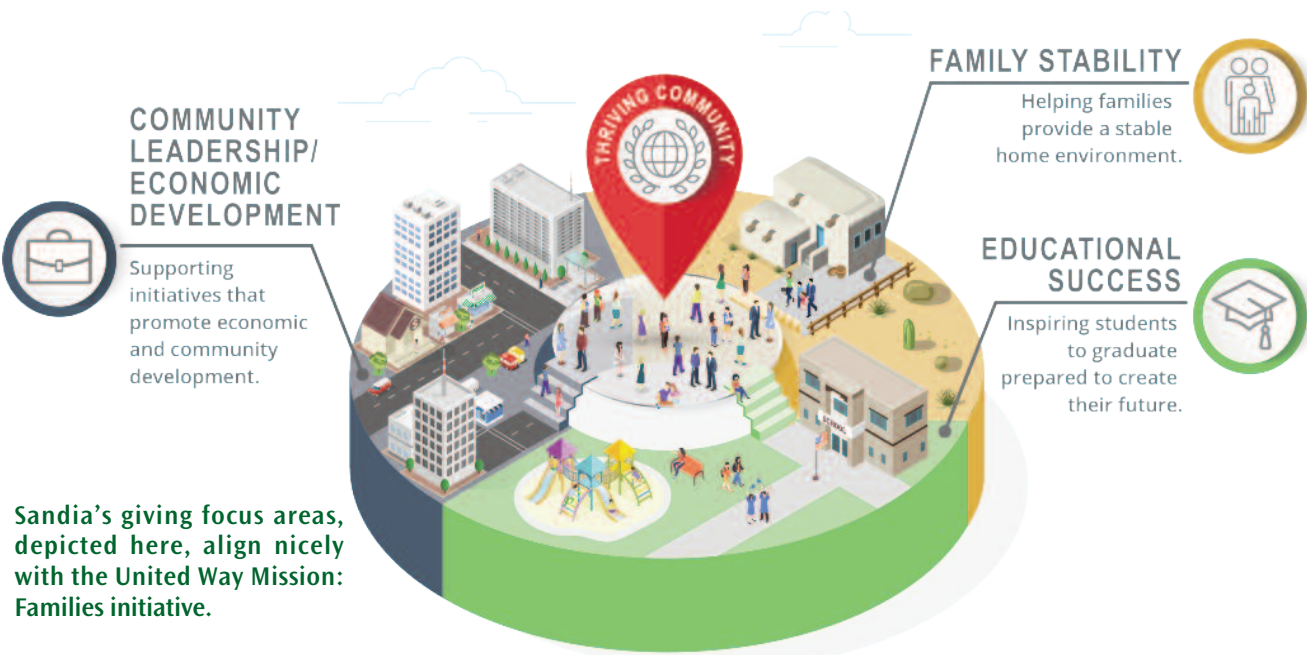 COMMUNITY
LEADERSHIP/
ECONOMIC
DEVELOPMENT
Supporting
initiatives that
promote economic
and community
development.
THRIVING COMMUNITY
FAMILY STABILITY
Helping families
provide a stable
home environment.
EDUCATIONAL
SUCCESS
Inspiring students
to graduate
prepared to create
their future.
SCHOOL
Sandia’s giving focus areas,
depicted here, align nicely
with the United Way Mission:
Families initiative.